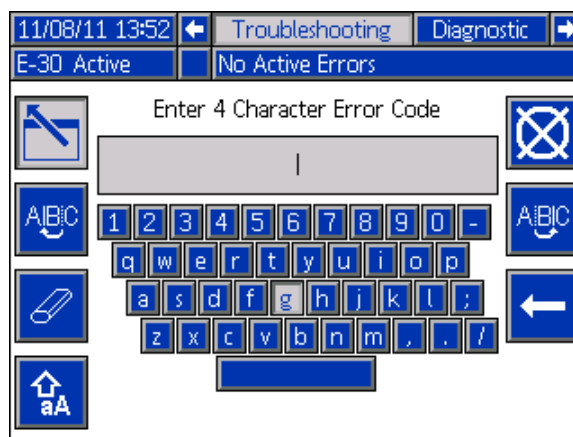 11/08/11 13:52 Troubleshooting Diagnostic
E-30 Active No Active Errors
Enter 4 Character Error Code
ABC ABC
1 2 3 4 5 6 7 8 9 0 -
q w e r t y u i o p
a s d f g h j k l ;
z x c v b n m , . /
aA